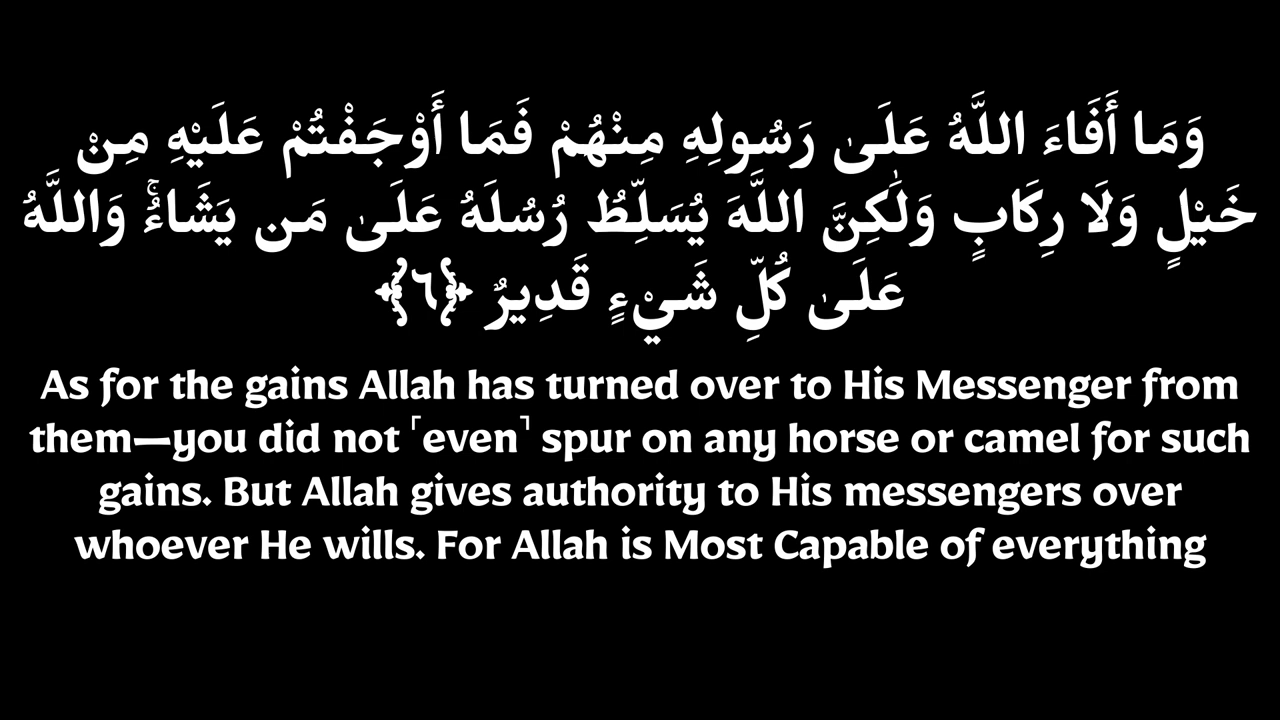 وَمَا أَفَاءَ اللَّهُ عَلَىٰ رَسُولِهِ مِنْهُمْ فَمَا أَوْجَفْتُمْ عَلَيْهِ مِنْ
خَيْلٍ وَلَا رِكَابٍ وَلَٰكِنَّ اللَّهَ يُسَلِّطُ رُسُلَهُ عَلَىٰ مَن يَشَاءُ ۚ وَاللَّهُ
عَلَىٰ كُلِّ شَيْءٍ قَدِيرٌ ﴿٦﴾
As for the gains Allah has turned over to His Messenger from
them—you did not ˹even˺ spur on any horse or camel for such
gains. But Allah gives authority to His messengers over
whoever He wills. For Allah is Most Capable of everything